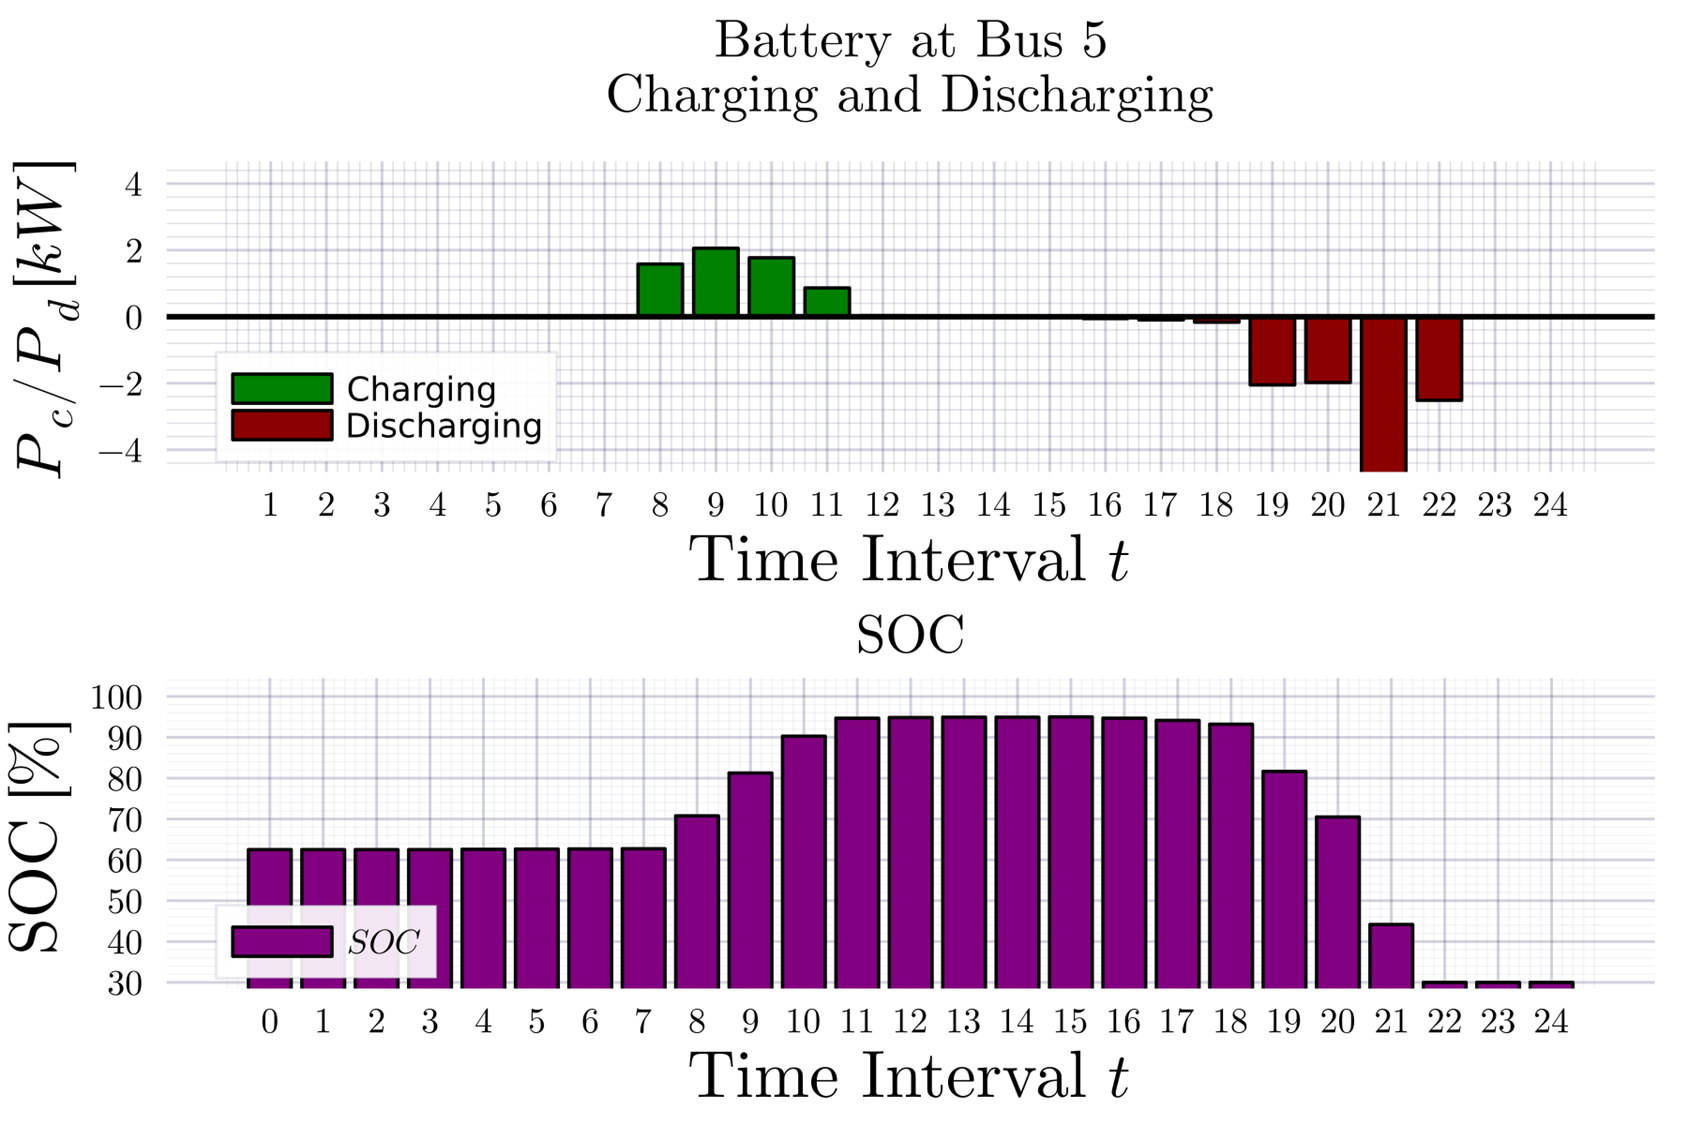 Battery at Bus 5
Charging and Discharging
P_c/P_d [kW]
4
2
0
−2
−4
Charging
Discharging
1 2 3 4 5 6 7 8 9 10 11 12 13 14 15 16 17 18 19 20 21 22 23 24
Time Interval t
SOC
SOC [%]
100
90
80
70
60
50
40
30
SOC
0 1 2 3 4 5 6 7 8 9 10 11 12 13 14 15 16 17 18 19 20 21 22 23 24
Time Interval t